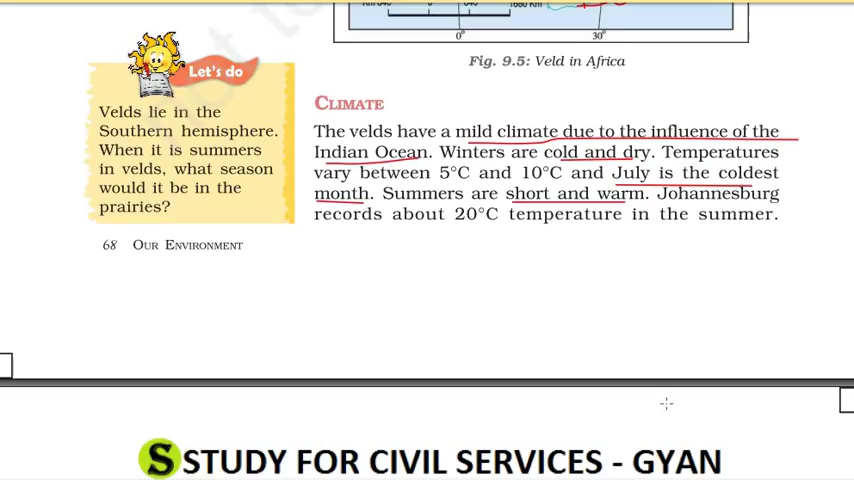 0°
30°
Fig. 9.5: Veld in Africa
Let's do
Velds lie in the
Southern hemisphere.
When it is summers
in velds, what season
would it be in the
prairies?
CLIMATE
The velds have a mild climate due to the influence of the
Indian Ocean. Winters are cold and dry. Temperatures
vary between 5°C and 10°C and July is the coldest
month. Summers are short and warm. Johannesburg
records about 20°C temperature in the summer.
68 OUR ENVIRONMENT
S STUDY FOR CIVIL SERVICES - GYAN